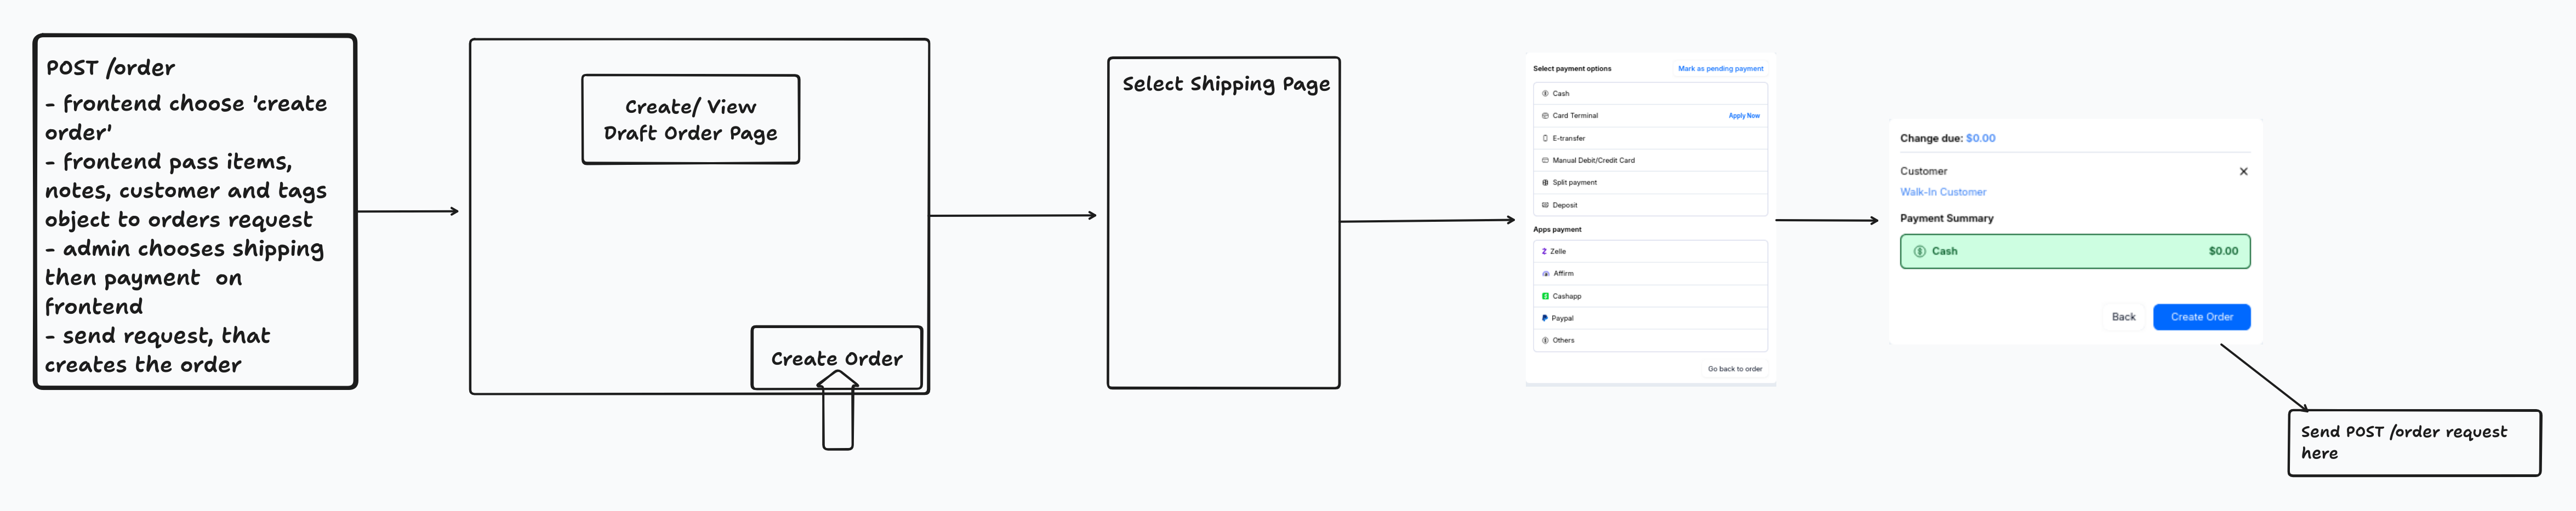 POST /order
- frontend choose 'create
order'
- frontend pass items,
notes, customer and tags
object to orders request
- admin chooses shipping
then payment on
frontend
- send request, that
creates the order
Create/ View
Draft Order Page
Create Order
Select Shipping Page
Select payment options
Mark as pending payment
Cash
Card Terminal
Apply Now
E-transfer
Manual Debit/Credit Card
Split payment
Deposit
Apps payment
Zelle
Affirm
Cashapp
Paypal
Others
Go back to order
Change due: $0.00
Customer
Walk-In Customer
Payment Summary
Cash $0.00
Back
Create Order
Send POST /order request
here